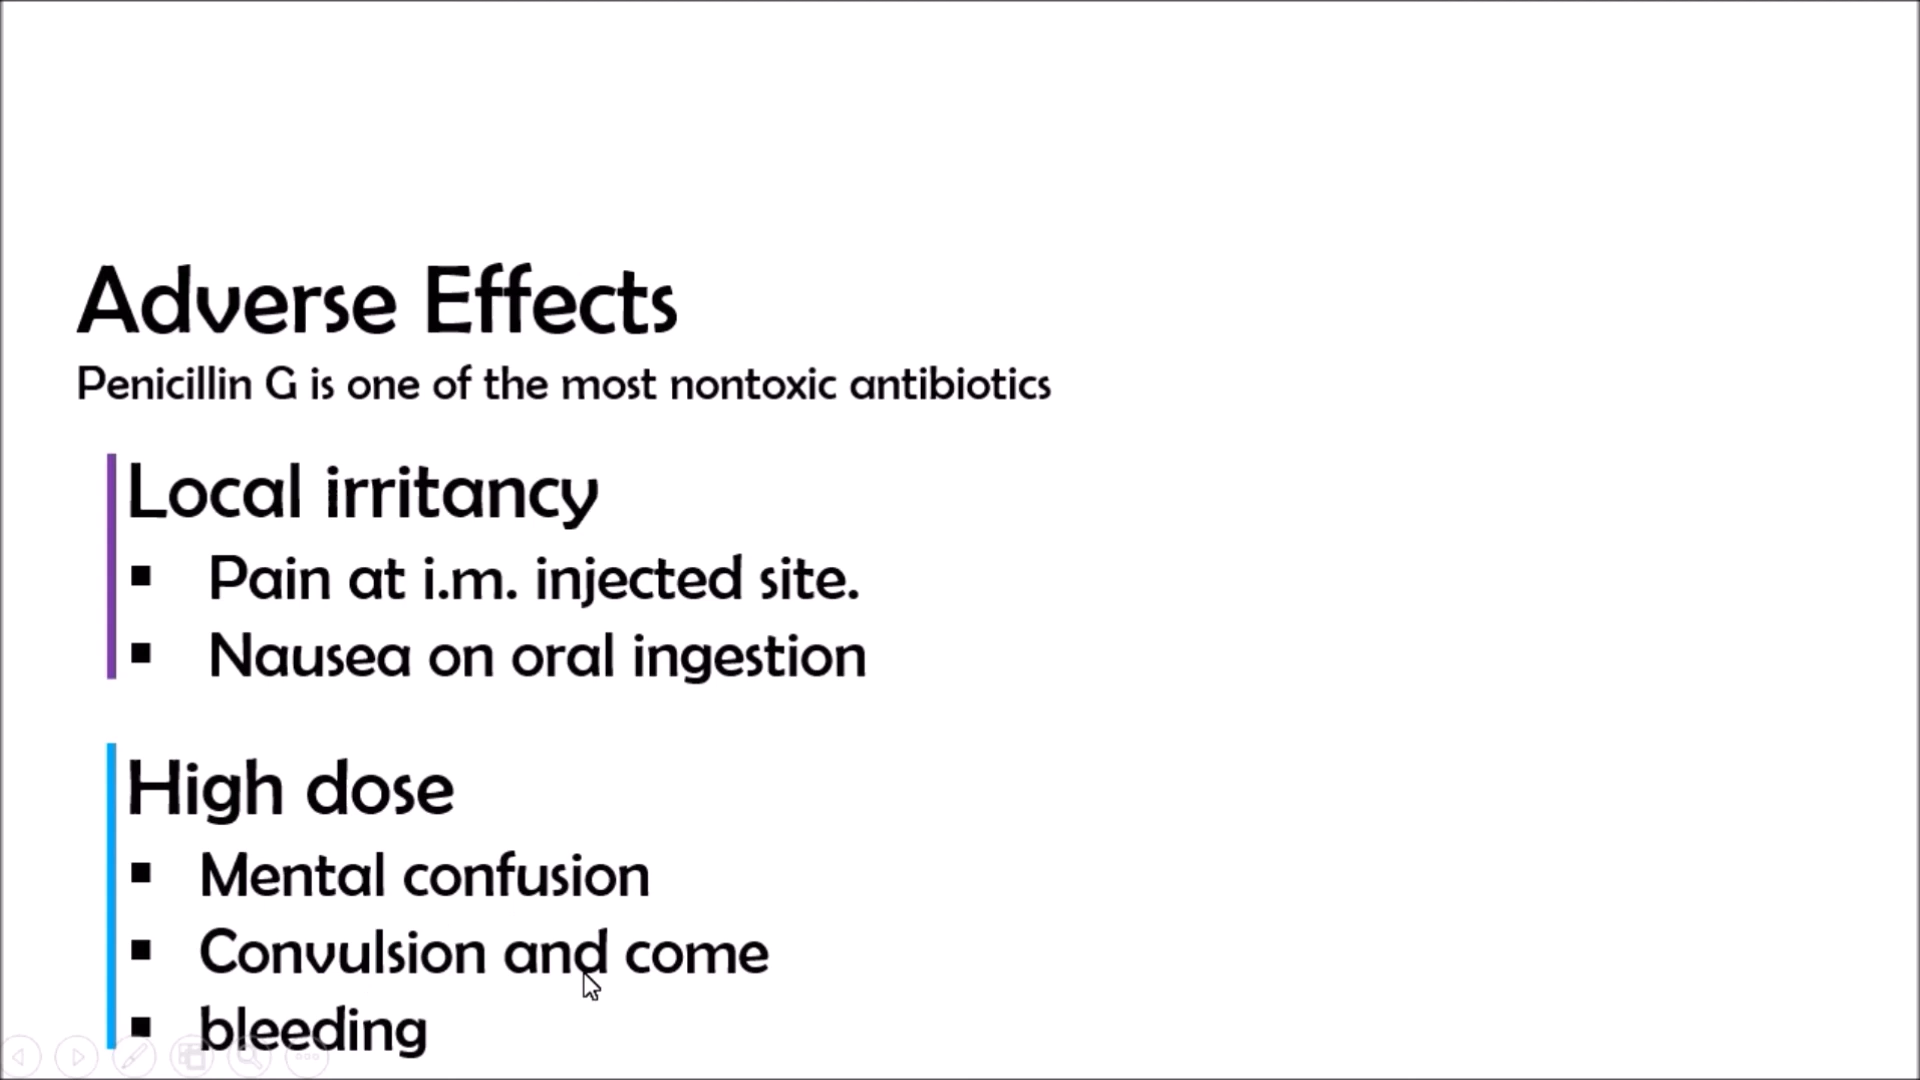 Adverse Effects
Penicillin G is one of the most nontoxic antibiotics
Local irritancy
▪ Pain at i.m. injected site.
▪ Nausea on oral ingestion
High dose
▪ Mental confusion
▪ Convulsion and come
▪ bleeding